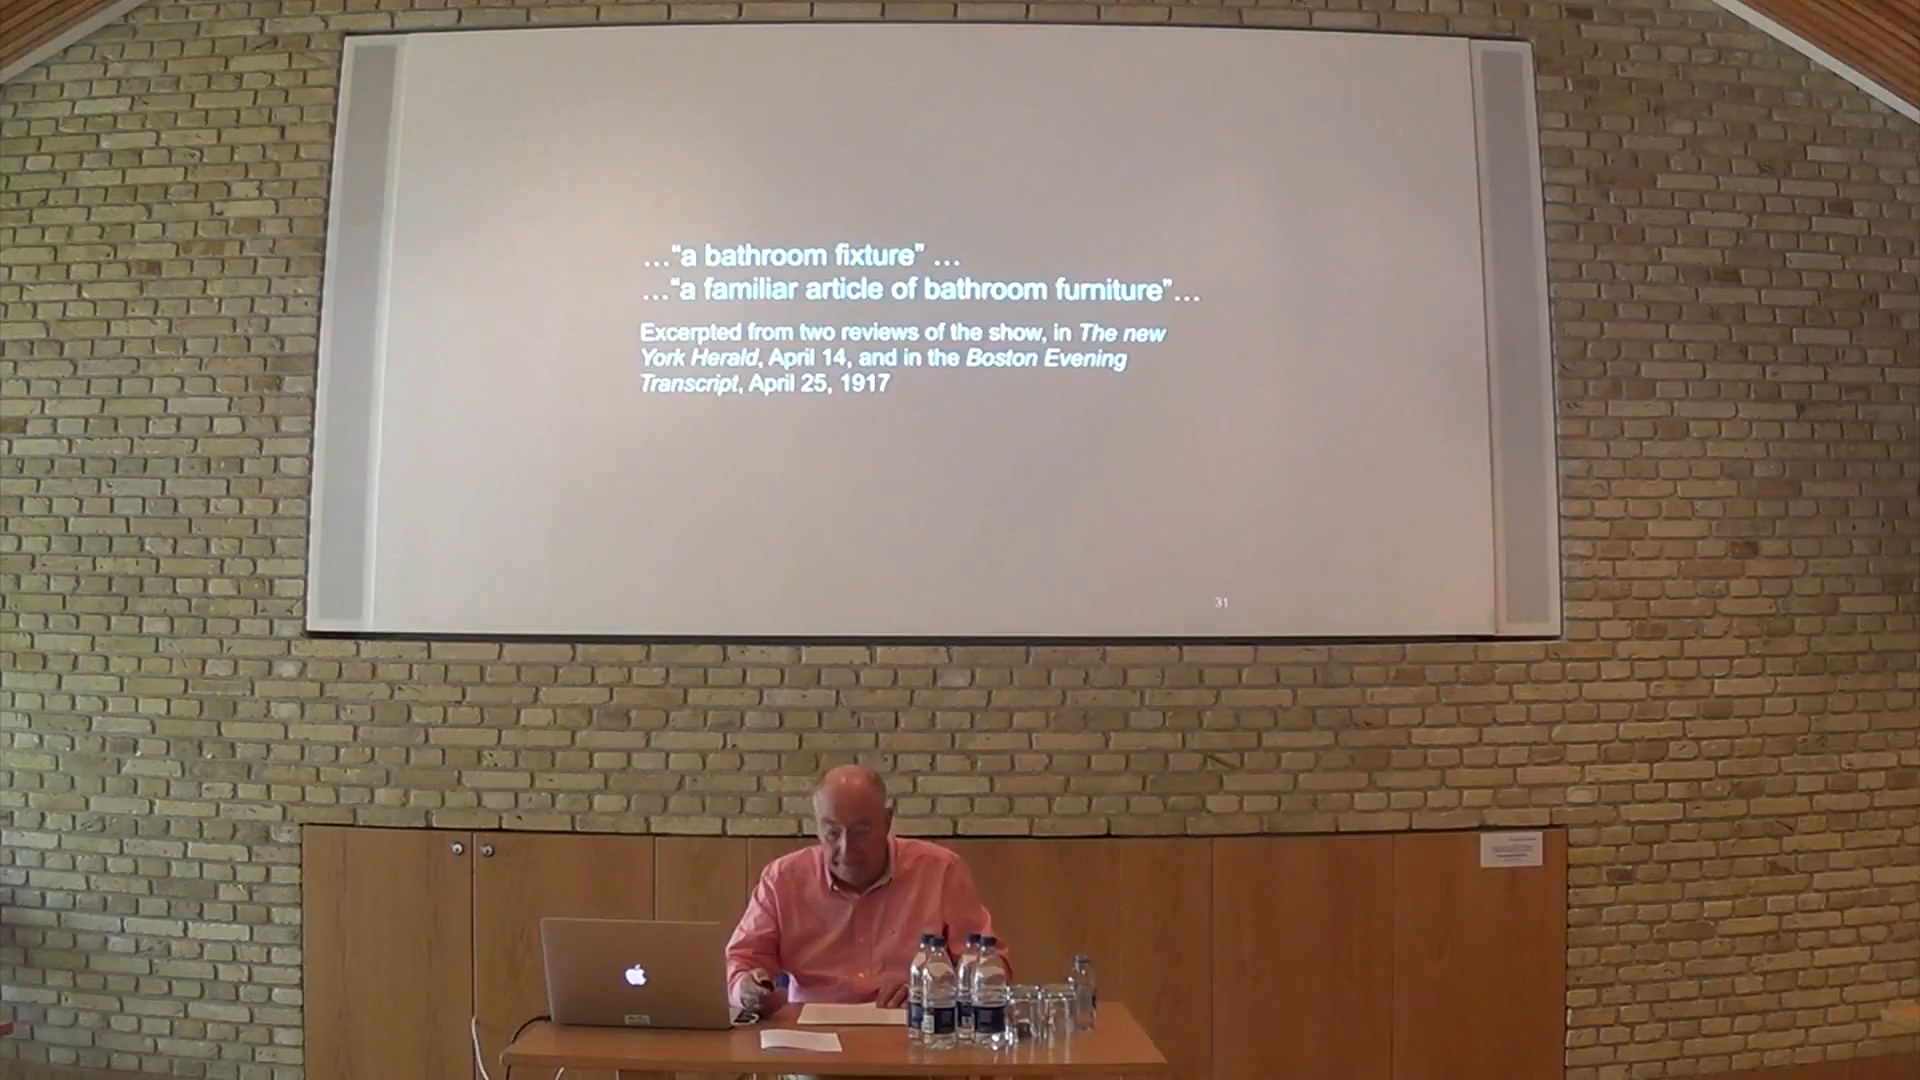 …“a bathroom fixture” …
…“a familiar article of bathroom furniture”…
Excerpted from two reviews of the show, in The new
York Herald, April 14, and in the Boston Evening
Transcript, April 25, 1917
31